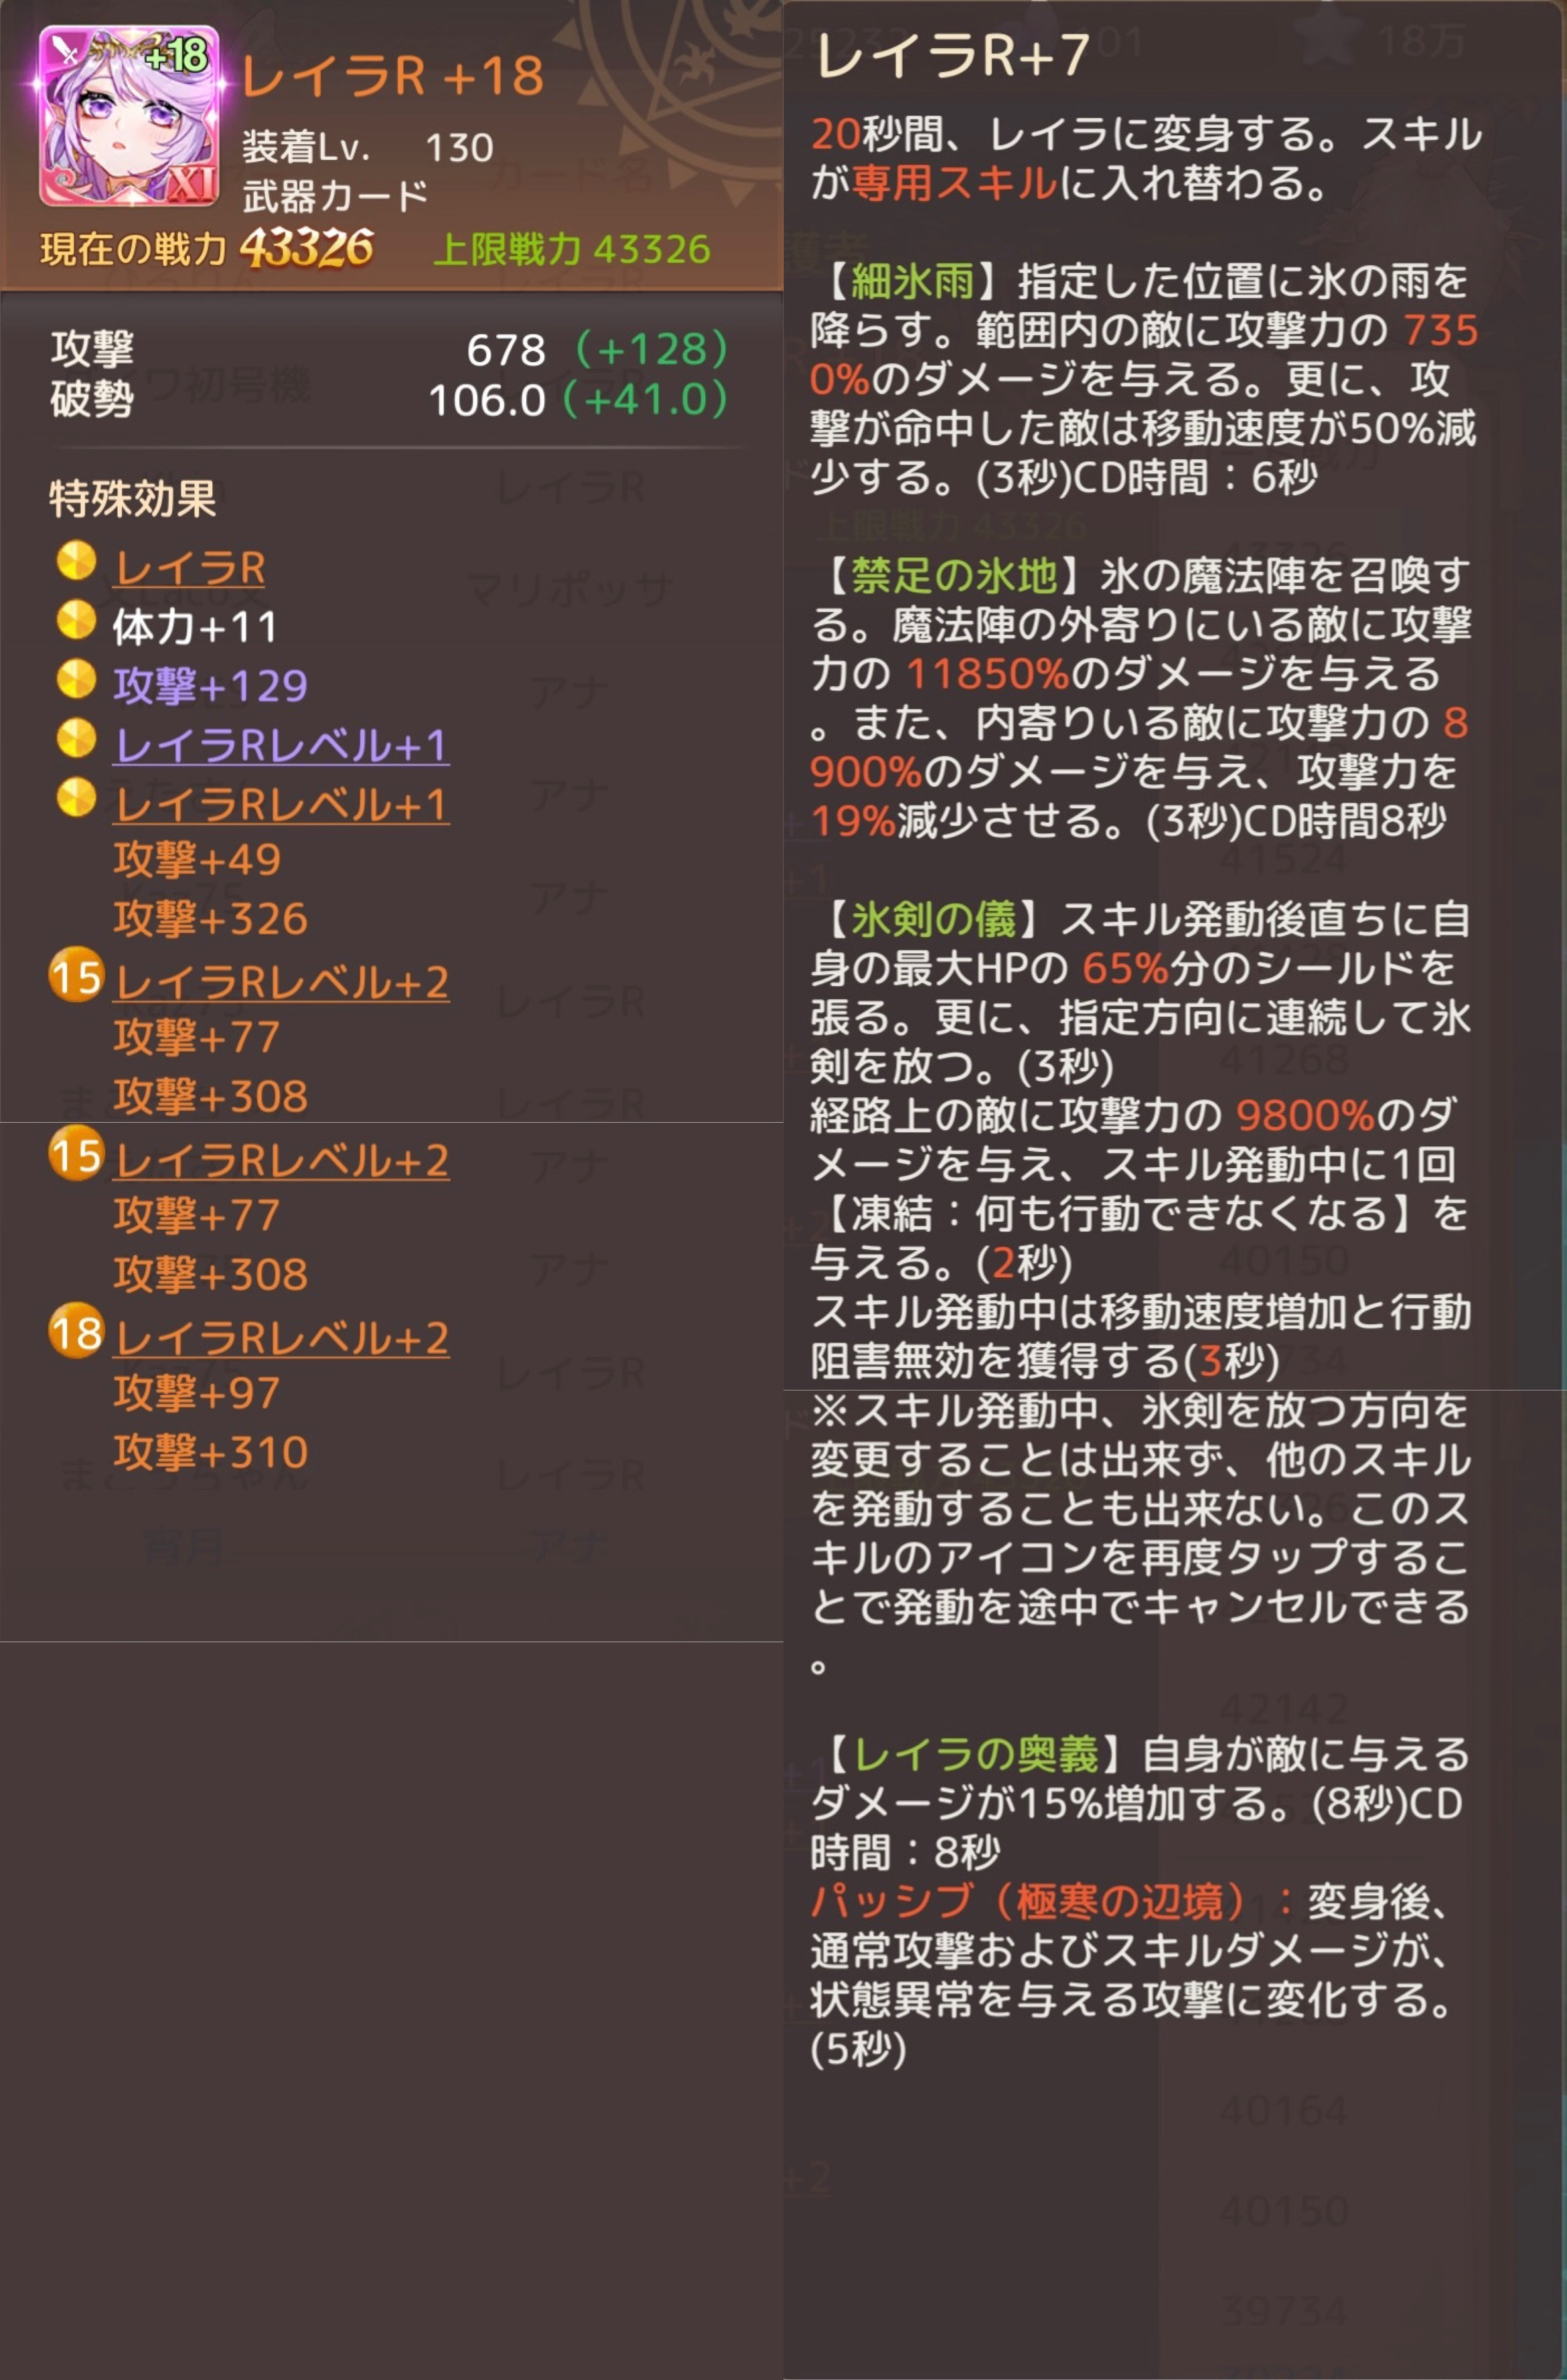 +18
XI
レイラR +18
装着Lv. 130
武器カード
現在の戦力 43326 上限戦力 43326
攻撃 678（+128）
破勢 106.0（+41.0）
特殊効果
レイラR
体力+11
攻撃+129
レイラRレベル+1
レイラRレベル+1
攻撃+49
攻撃+326
15 レイラRレベル+2
攻撃+77
攻撃+308
15 レイラRレベル+2
攻撃+77
攻撃+308
18 レイラRレベル+2
攻撃+97
攻撃+310
レイラR+7
20秒間、レイラに変身する。スキル
が専用スキルに入れ替わる。
【細氷雨】指定した位置に氷の雨を
降らす。範囲内の敵に攻撃力の 735
0%のダメージを与える。更に、攻
撃が命中した敵は移動速度が50%減
少する。(3秒)CD時間：6秒
【禁足の氷地】氷の魔法陣を召喚す
る。魔法陣の外寄りにいる敵に攻撃
力の 11850%のダメージを与える
。また、内寄りいる敵に攻撃力の 8
900%のダメージを与え、攻撃力を
19%減少させる。(3秒)CD時間8秒
【氷剣の儀】スキル発動後直ちに自
身の最大HPの 65%分のシールドを
張る。更に、指定方向に連続して氷
剣を放つ。(3秒)
経路上の敵に攻撃力の 9800%のダ
メージを与え、スキル発動中に1回
【凍結：何も行動できなくなる】を
与える。(2秒)
スキル発動中は移動速度増加と行動
阻害無効を獲得する(3秒)
※スキル発動中、氷剣を放つ方向を
変更することは出来ず、他のスキル
を発動することも出来ない。このス
キルのアイコンを再度タップするこ
とで発動を途中でキャンセルできる
。
【レイラの奥義】自身が敵に与える
ダメージが15%増加する。(8秒)CD
時間：8秒
パッシブ（極寒の辺境）：変身後、
通常攻撃およびスキルダメージが、
状態異常を与える攻撃に変化する。
(5秒)